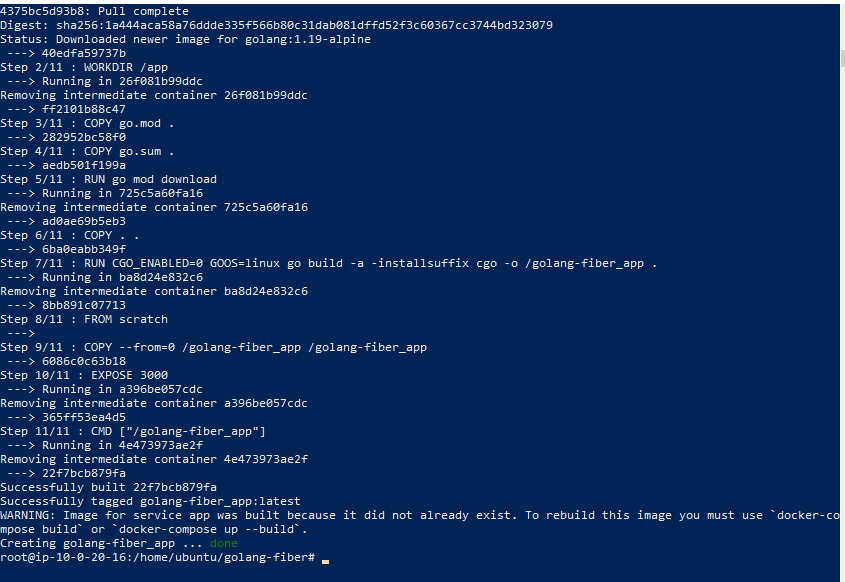 4375bc5d93b8: Pull complete
Digest: sha256:1a444aca58a76ddde335f566b80c31dab081dffd52f3c60367cc3744bd323079
Status: Downloaded newer image for golang:1.19-alpine
 ---> 40edfa59737b
Step 2/11 : WORKDIR /app
 ---> Running in 26f081b99ddc
Removing intermediate container 26f081b99ddc
 ---> ff2101b88c47
Step 3/11 : COPY go.mod .
 ---> 282952bc58f0
Step 4/11 : COPY go.sum .
 ---> aedb501f199a
Step 5/11 : RUN go mod download
 ---> Running in 725c5a60fa16
Removing intermediate container 725c5a60fa16
 ---> ad0ae69b5eb3
Step 6/11 : COPY . .
 ---> 6ba0eabb349f
Step 7/11 : RUN CGO_ENABLED=0 GOOS=linux go build -a -installsuffix cgo -o /golang-fiber_app .
 ---> Running in ba8d24e832c6
Removing intermediate container ba8d24e832c6
 ---> 8bb891c07713
Step 8/11 : FROM scratch
 --->
Step 9/11 : COPY --from=0 /golang-fiber_app /golang-fiber_app
 ---> 6086c0c63b18
Step 10/11 : EXPOSE 3000
 ---> Running in a396be057cdc
Removing intermediate container a396be057cdc
 ---> 365ff53ea4d5
Step 11/11 : CMD ["/golang-fiber_app"]
 ---> Running in 4e473973ae2f
Removing intermediate container 4e473973ae2f
 ---> 22f7bcb879fa
Successfully built 22f7bcb879fa
Successfully tagged golang-fiber_app:latest
WARNING: Image for service app was built because it did not already exist. To rebuild this image you must use `docker-co
mpose build` or `docker-compose up --build`.
Creating golang-fiber_app ... done
root@ip-10-0-20-16:/home/ubuntu/golang-fiber#